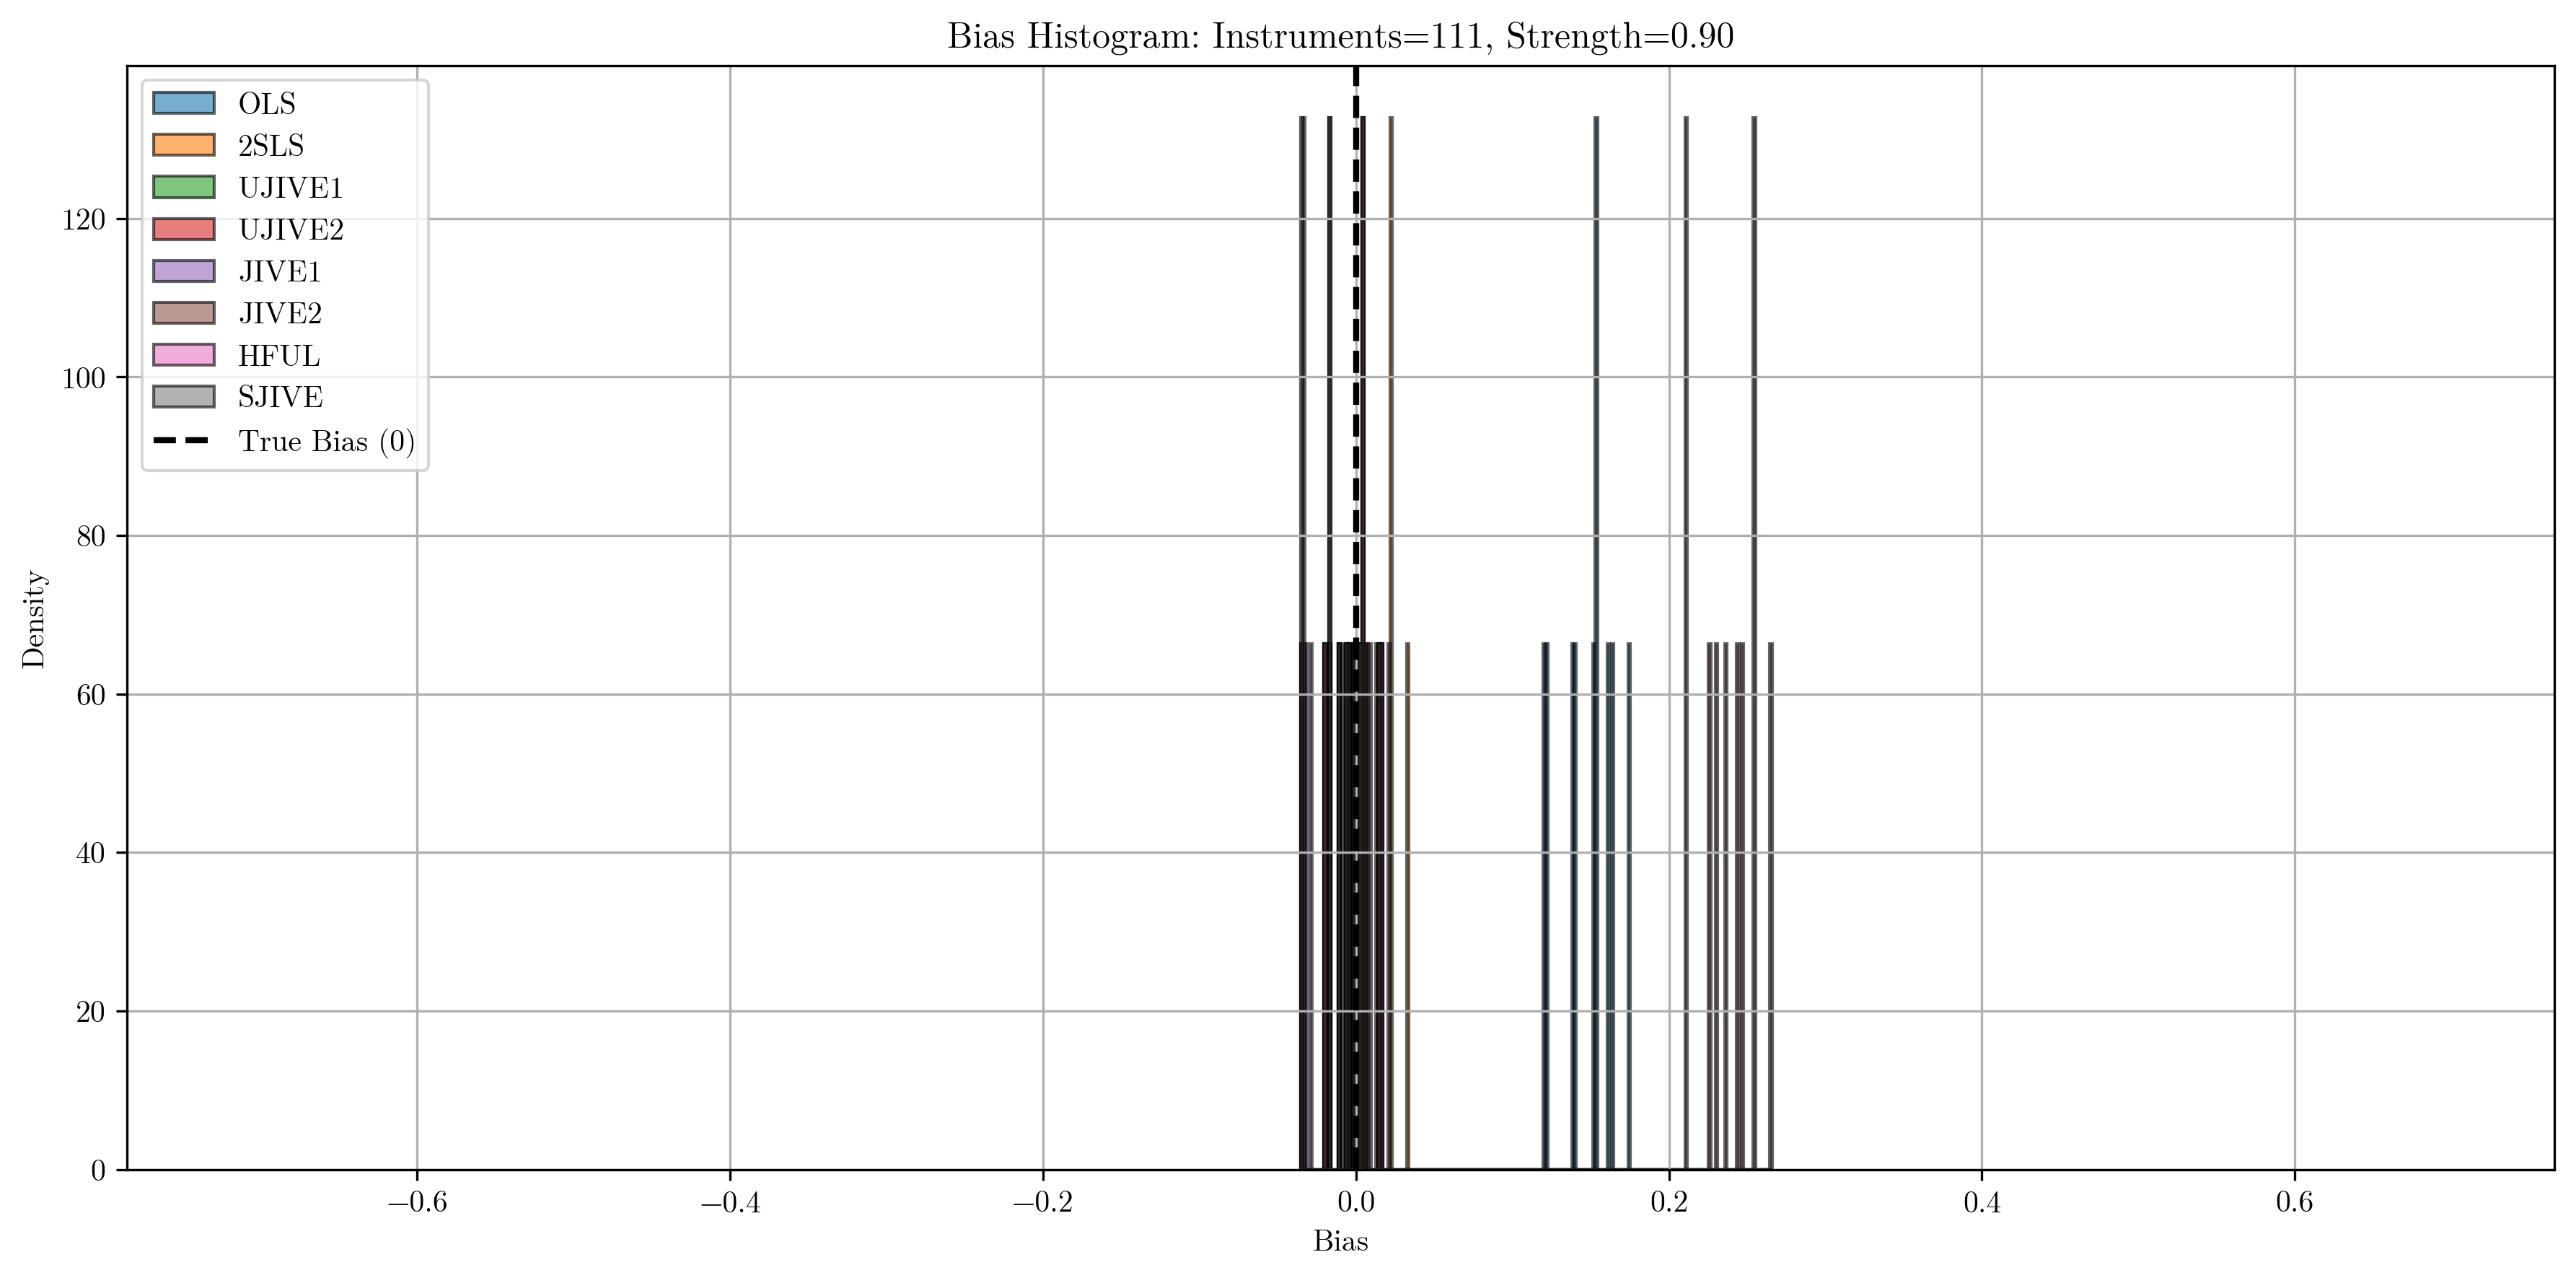 Bias Histogram: Instruments=111, Strength=0.90
OLS
2SLS
UJIVE1
UJIVE2
JIVE1
JIVE2
HFUL
SJIVE
True Bias (0)
Density
120
100
80
60
40
20
0
−0.6
−0.4
−0.2
0.0
0.2
0.4
0.6
Bias